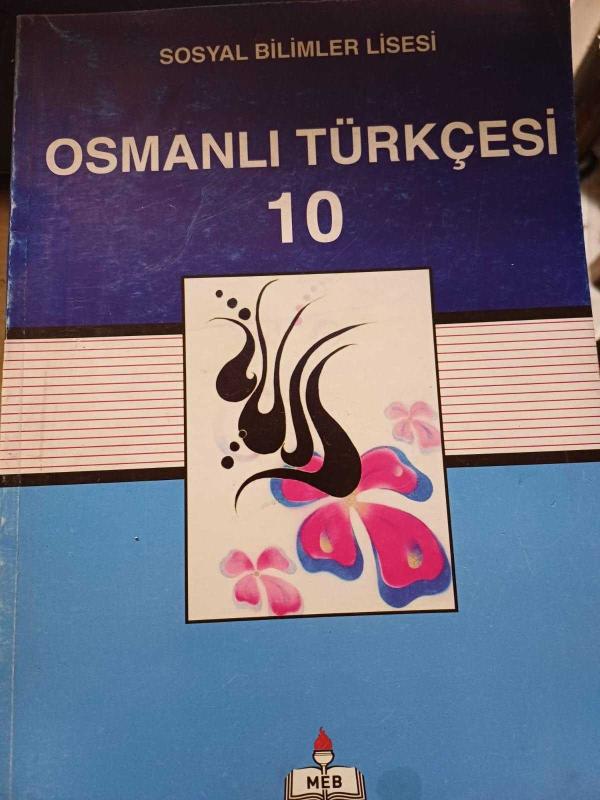 SOSYAL BİLİMLER LİSESİ
OSMANLI TÜRKÇESİ
10
MEB